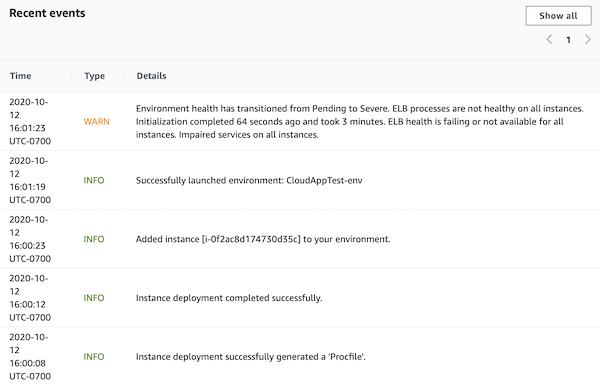 Recent events
Show all
1
Time Type Details
2020-10-
12
16:01:23
UTC-0700
WARN
Environment health has transitioned from Pending to Severe. ELB processes are not healthy on all instances.
Initialization completed 64 seconds ago and took 3 minutes. ELB health is failing or not available for all
instances. Impaired services on all instances.
2020-10-
12
16:01:19
UTC-0700
INFO
Successfully launched environment: CloudAppTest-env
2020-10-
12
16:00:23
UTC-0700
INFO
Added instance [i-0f2ac8d174730d35c] to your environment.
2020-10-
12
16:00:12
UTC-0700
INFO
Instance deployment completed successfully.
2020-10-
12
16:00:08
UTC-0700
INFO
Instance deployment successfully generated a 'Procfile'.